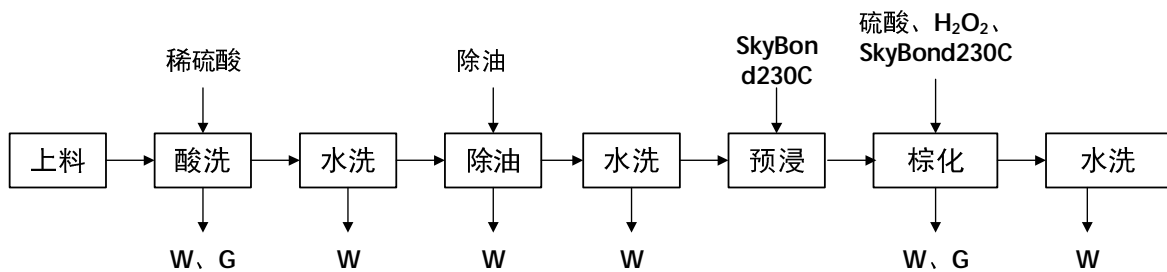 稀硫酸
除油
SkyBon
d230C
硫酸、H₂O₂、
SkyBond230C
上料
酸洗
水洗
除油
水洗
预浸
棕化
水洗
W、G
W
W
W
W、G
W